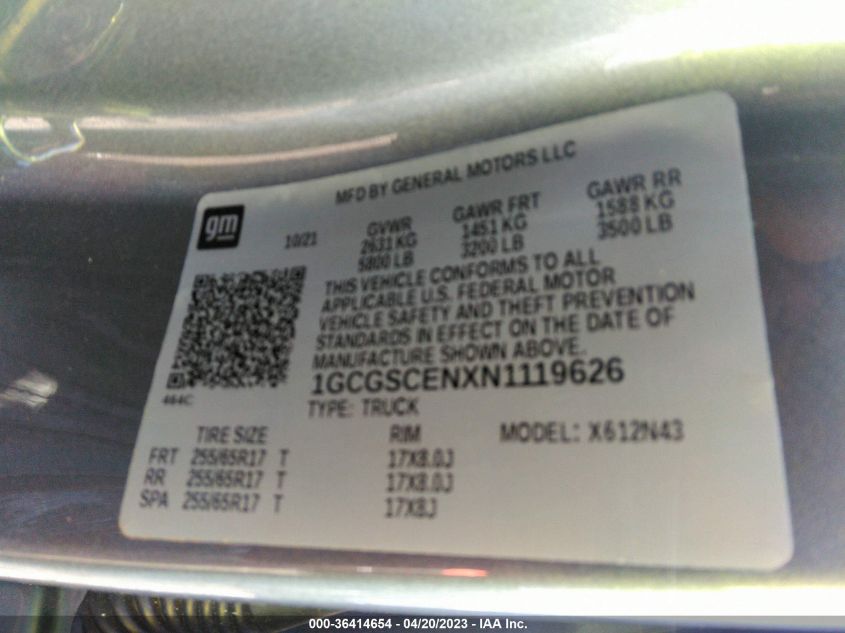 MFD BY GENERAL MOTORS LLC
gm
10/21
GVWR GAWR FRT GAWR RR
2631 KG 1451 KG 1588 KG
5800 LB 3200 LB 3500 LB
THIS VEHICLE CONFORMS TO ALL
APPLICABLE U.S. FEDERAL MOTOR
VEHICLE SAFETY AND THEFT PREVENTION
STANDARDS IN EFFECT ON THE DATE OF
MANUFACTURE SHOWN ABOVE.
1GCGSCENXN1119626
464C
TYPE: TRUCK
TIRE SIZE RIM MODEL: X612N43
FRT 255/65R17 T 17X8.0J
RR 255/65R17 T 17X8.0J
SPA 255/65R17 T 17X8J
000-36414654 - 04/20/2023 - IAA Inc.